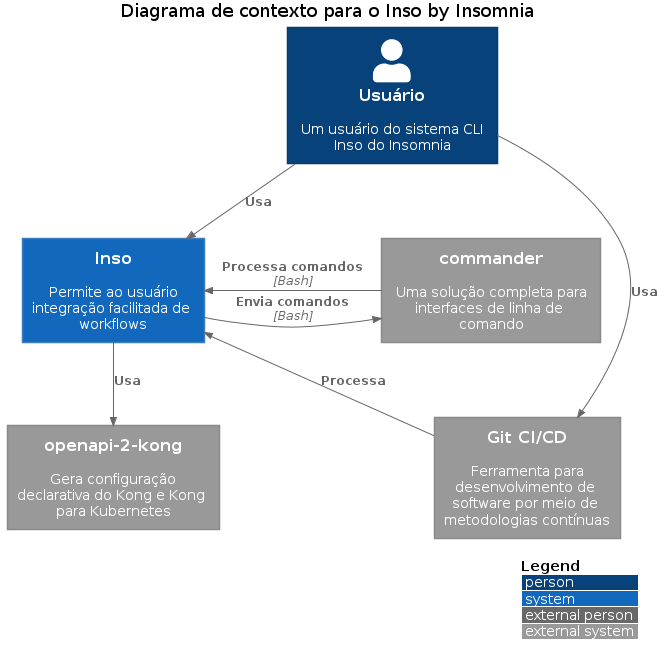 Diagrama de contexto para o Inso by Insomnia
Usuário
Um usuário do sistema CLI
Inso do Insomnia
Usa
Usa
Inso
Permite ao usuário
integração facilitada de
workflows
Processa comandos
[Bash]
Envia comandos
[Bash]
commander
Uma solução completa para
interfaces de linha de
comando
Usa
Processa
openapi-2-kong
Gera configuração
declarativa do Kong e Kong
para Kubernetes
Git CI/CD
Ferramenta para
desenvolvimento de
software por meio de
metodologias contínuas
Legend
person
system
external person
external system